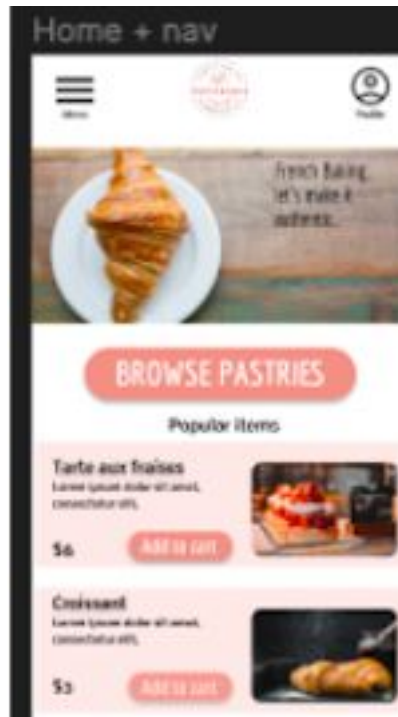 Home + nav
Menu
Profile
French Baking,
let's make it
authentic.
BROWSE PASTRIES
Popular items
Tarte aux fraises
Lorem ipsum dolor sit amet,
consectetur elit,
$6
Add to cart
Croissant
Lorem ipsum dolor sit amet,
consectetur elit,
$3
Add to cart